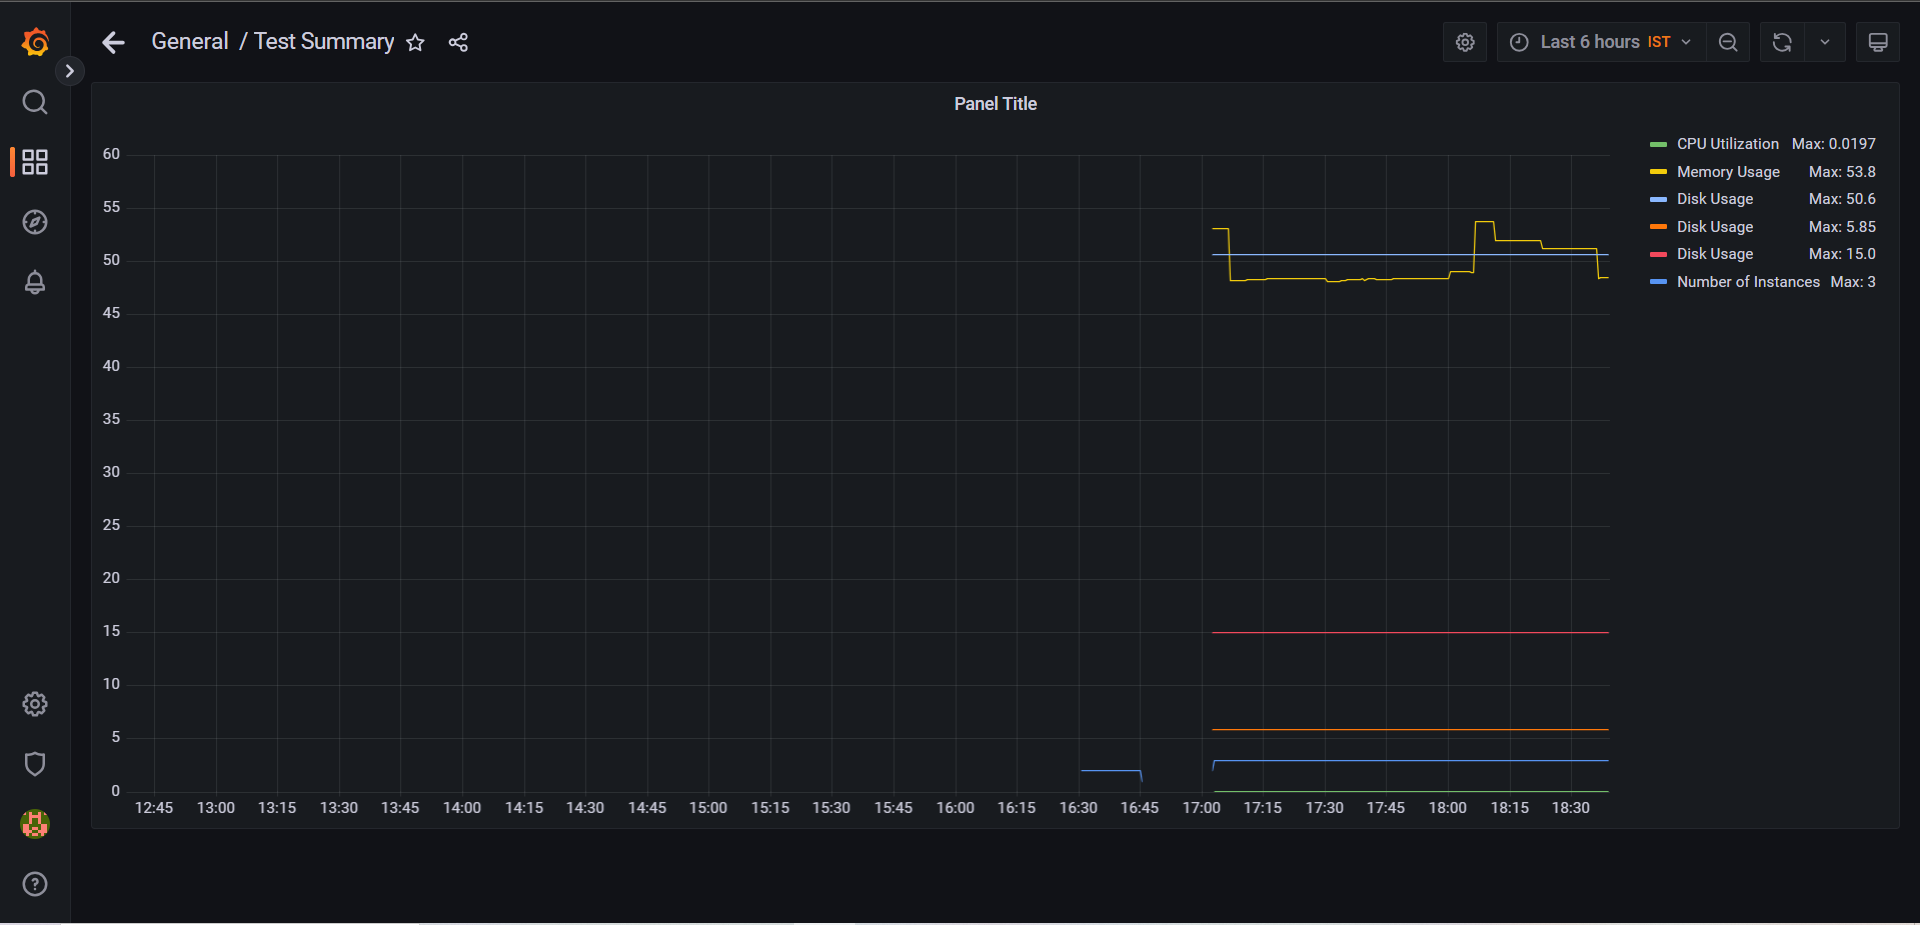 General / Test Summary
Last 6 hours IST
Panel Title
60
55
50
45
40
35
30
25
20
15
10
5
0
12:45 13:00 13:15 13:30 13:45 14:00 14:15 14:30 14:45 15:00 15:15 15:30 15:45 16:00 16:15 16:30 16:45 17:00 17:15 17:30 17:45 18:00 18:15 18:30
CPU Utilization Max: 0.0197
Memory Usage Max: 53.8
Disk Usage Max: 50.6
Disk Usage Max: 5.85
Disk Usage Max: 15.0
Number of Instances Max: 3